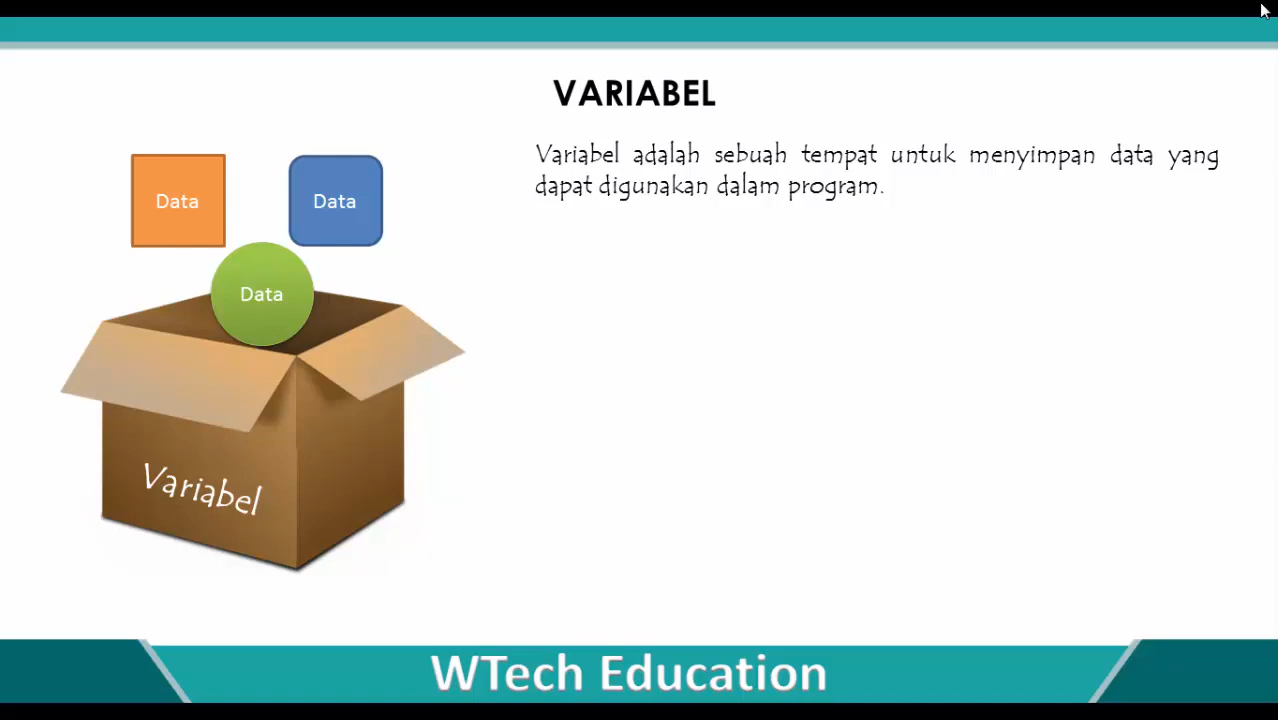 VARIABEL
Variabel adalah sebuah tempat untuk menyimpan data yang
dapat digunakan dalam program.
Data
Data
Data
Variabel
WTech Education